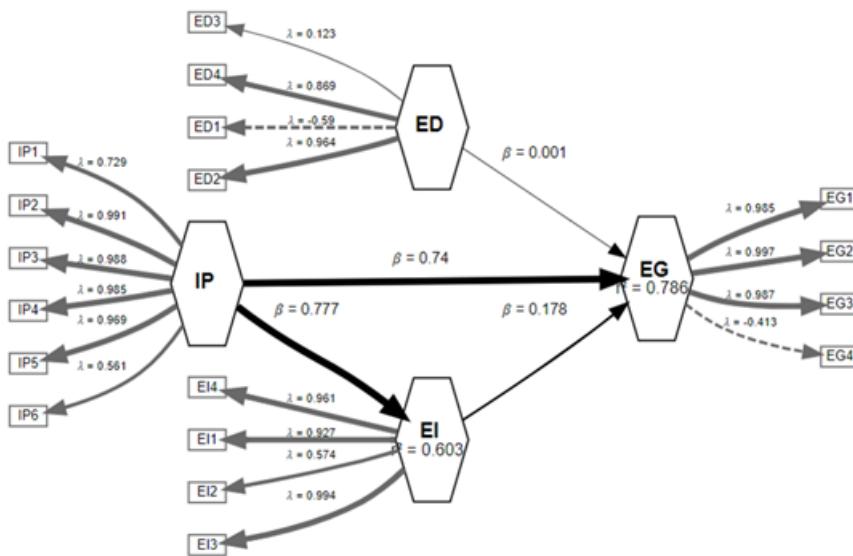 ED3
λ = 0.123
ED4
λ = 0.869
ED1
λ = -0.59
ED2
λ = 0.964
ED
β = 0.001
IP1
λ = 0.729
IP2
λ = 0.991
IP3
λ = 0.988
IP4
λ = 0.985
IP5
λ = 0.969
IP6
λ = 0.561
IP
β = 0.74
β = 0.777
β = 0.178
EG
r² = 0.786
EG1
λ = 0.985
EG2
λ = 0.997
EG3
λ = 0.987
EG4
λ = -0.413
EI4
λ = 0.961
EI1
λ = 0.927
EI2
λ = 0.574
EI3
λ = 0.994
EI
r² = 0.603